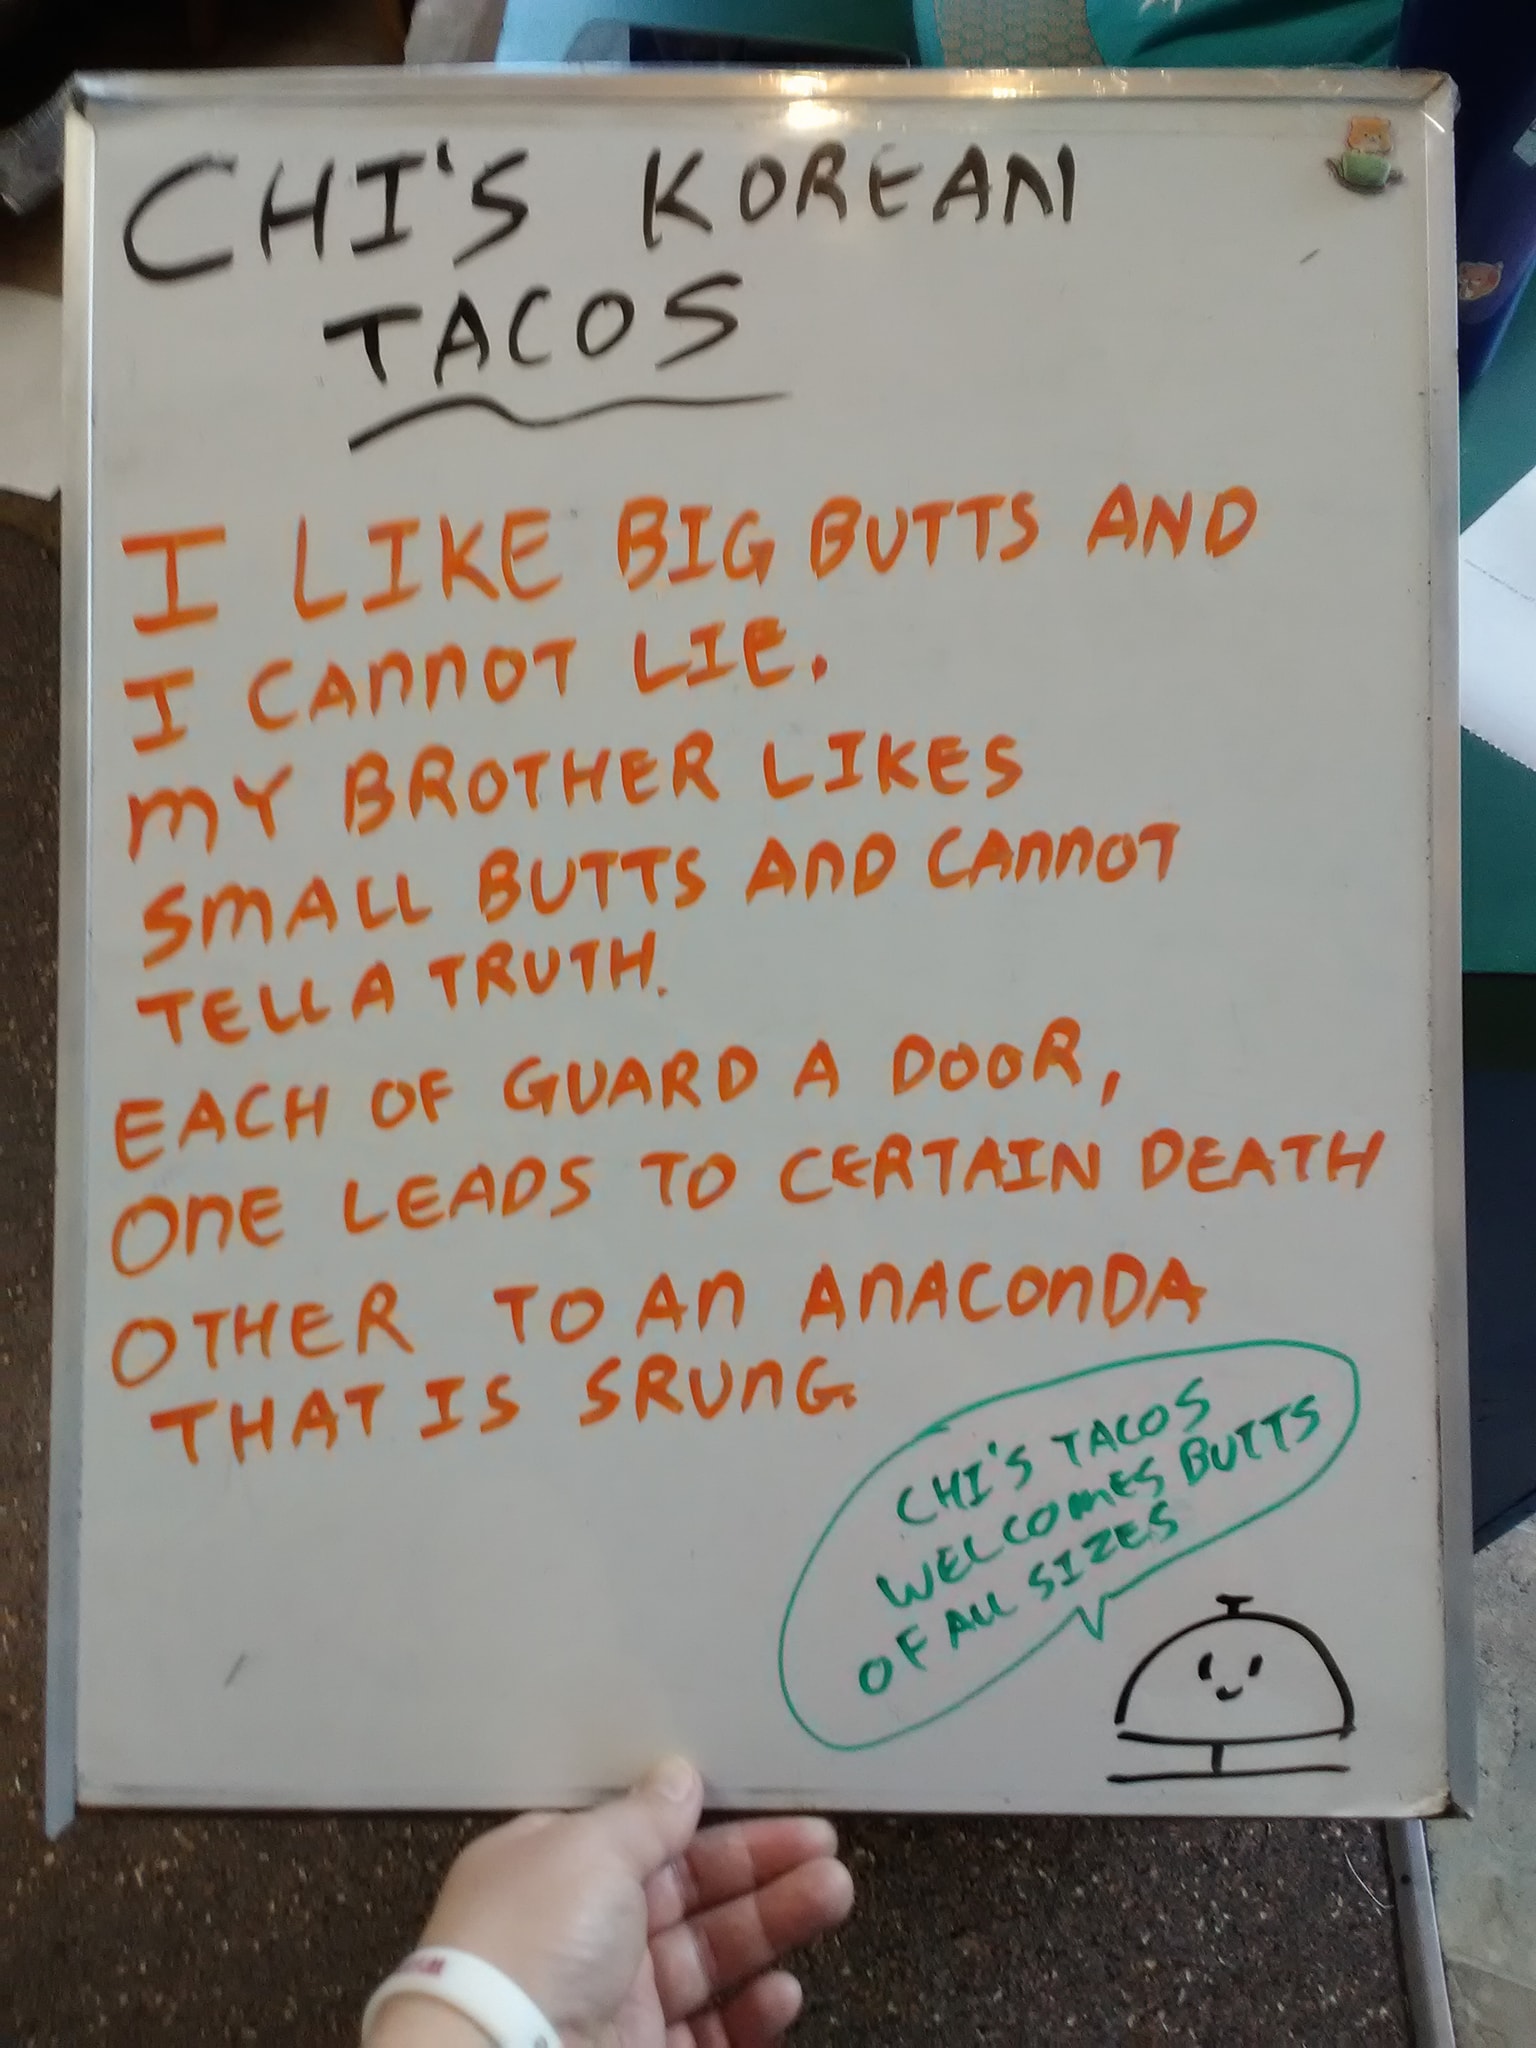 CHI'S KOREAN
TACOS
I LIKE BIG BUTTS AND
I CANNOT LIE.
MY BROTHER LIKES
SMALL BUTTS AND CANNOT
TELL A TRUTH.
EACH OF GUARD A DOOR,
ONE LEADS TO CERTAIN DEATH
OTHER TO AN ANACONDA
THAT IS SRUNG.
CHI'S TACOS
WELCOMES BUTTS
OF ALL SIZES